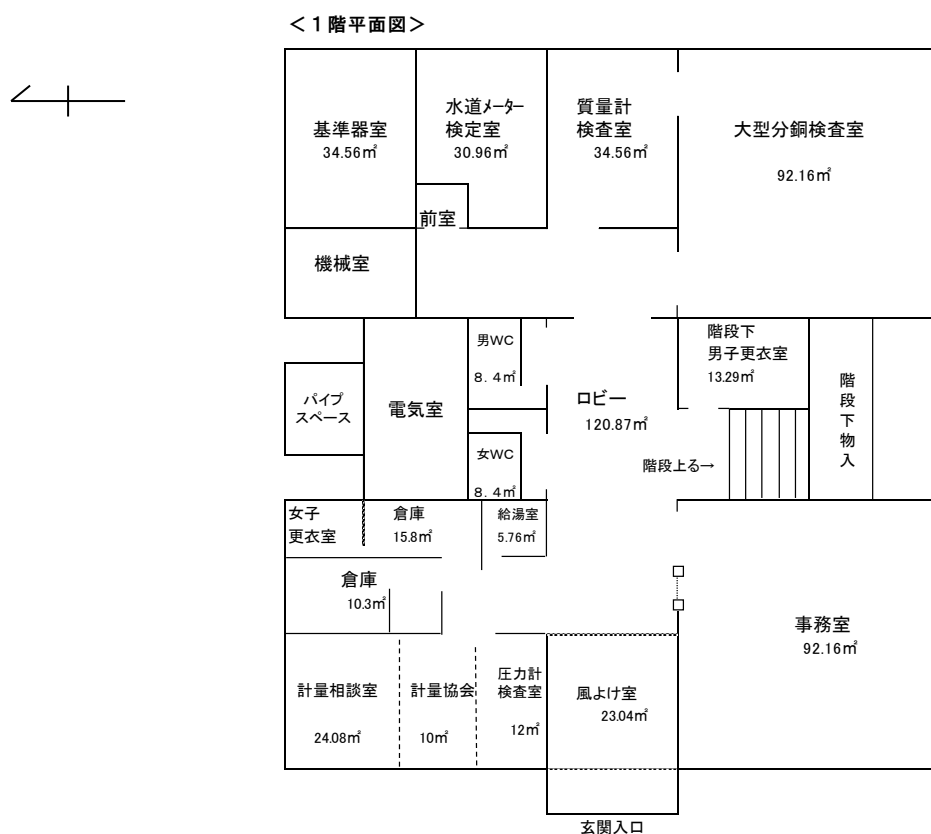 ＜１階平面図＞
基準器室
34.56㎡
水道メーター
検定室
30.96㎡
質量計
検査室
34.56㎡
大型分銅検査室
92.16㎡
前室
機械室
男WC
８.４㎡
階段下
男子更衣室
13.29㎡
パイプ
スペース
電気室
ロビー
120.87㎡
階段下物入
女WC
８.４㎡
階段上る→
女子
更衣室
倉庫
15.8㎡
給湯室
5.76㎡
倉庫
10.3㎡
事務室
92.16㎡
計量相談室
24.08㎡
計量協会
10㎡
圧力計
検査室
12㎡
風よけ室
23.04㎡
玄関入口